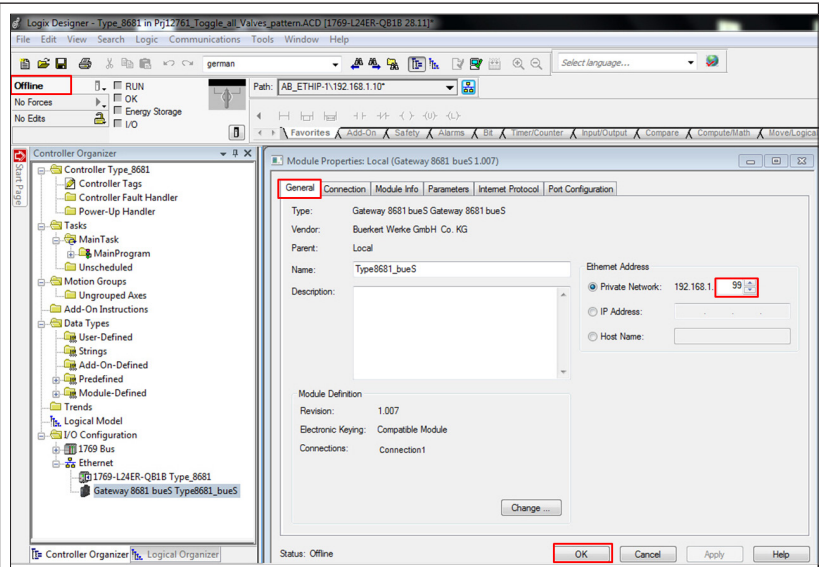 Logix Designer - Type_8681 in Prj12761_Toggle_all_Valves_pattern.ACD [1769-L24ER-QB1B 28.11]*
File Edit View Search Logic Communications Tools Window Help
german
Select language...
Offline
RUN
Path: AB_ETHIP-1\192.168.1.10*
No Forces
OK
Energy Storage
No Edits
I/O
Favorites Add-On Safety Alarms Bit Timer/Counter Input/Output Compare Compute/Math Move/Logical
Start Page
Controller Organizer
Controller Type_8681
Controller Tags
Controller Fault Handler
Power-Up Handler
Tasks
MainTask
MainProgram
Unscheduled
Motion Groups
Ungrouped Axes
Add-On Instructions
Data Types
User-Defined
Strings
Add-On-Defined
Predefined
Module-Defined
Trends
Logical Model
I/O Configuration
1769 Bus
Ethernet
1769-L24ER-QB1B Type_8681
Gateway 8681 bueS Type8681_bueS
Controller Organizer Logical Organizer
Module Properties: Local (Gateway 8681 bueS 1.007)
General Connection Module Info Parameters Internet Protocol Port Configuration
Type: Gateway 8681 bueS Gateway 8681 bueS
Vendor: Buerkert Werke GmbH Co. KG
Parent: Local
Name: Type8681_bueS
Description:
Ethernet Address
Private Network: 192.168.1. 99
IP Address: . . .
Host Name:
Module Definition
Revision: 1.007
Electronic Keying: Compatible Module
Connections: Connection1
Change ...
Status: Offline
OK Cancel Apply Help